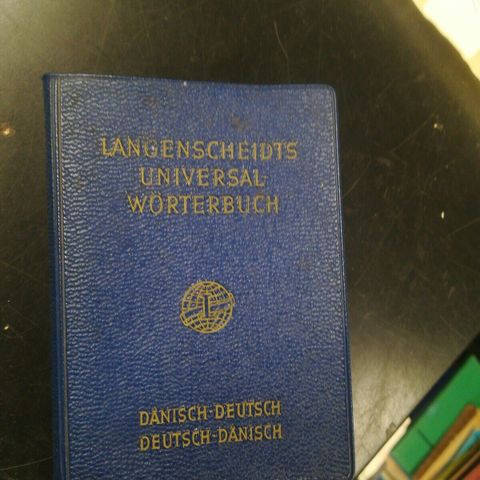 LANGENSCHEIDTS
UNIVERSAL-
WÖRTERBUCH
L
DÄNISCH-DEUTSCH
DEUTSCH-DÄNISCH